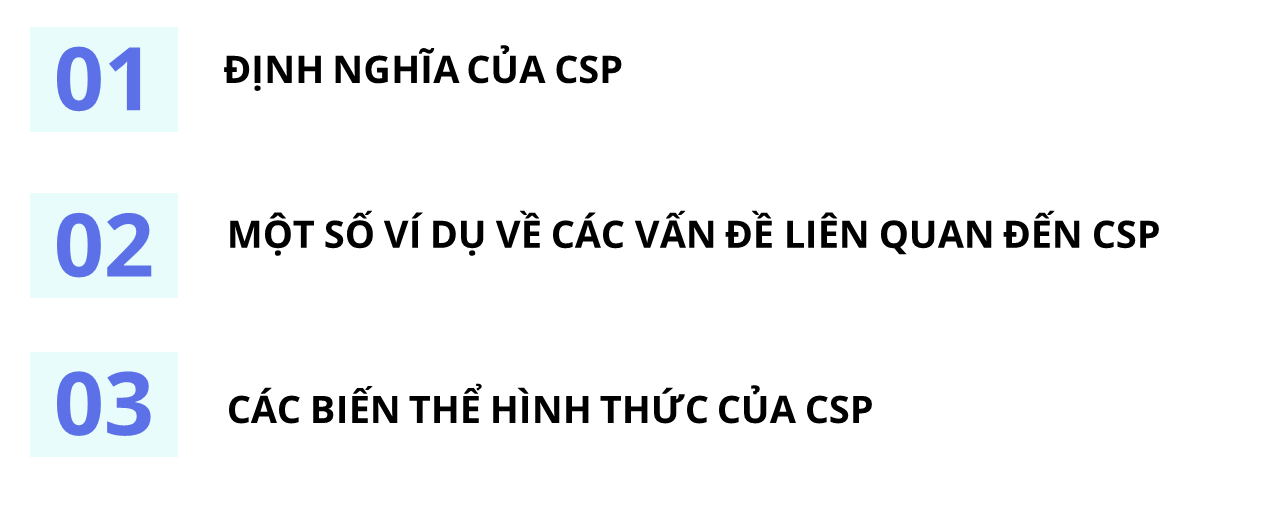 01
ĐỊNH NGHĨA CỦA CSP
02
MỘT SỐ VÍ DỤ VỀ CÁC VẤN ĐỀ LIÊN QUAN ĐẾN CSP
03
CÁC BIẾN THỂ HÌNH THỨC CỦA CSP